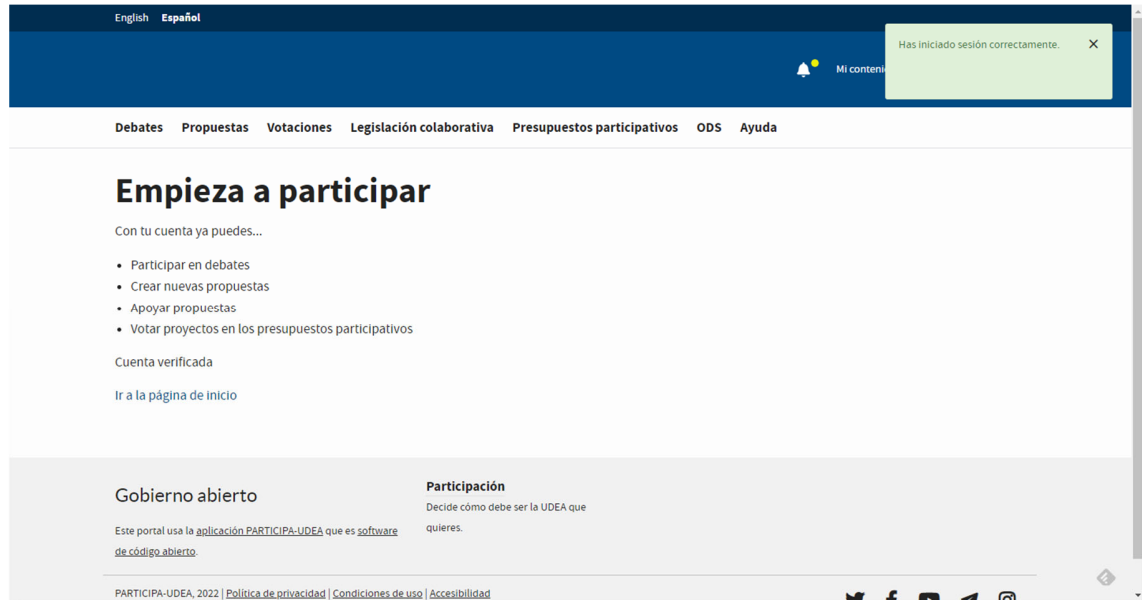 English Español
Has iniciado sesión correctamente. ×
Mi conteni
Debates Propuestas Votaciones Legislación colaborativa Presupuestos participativos ODS Ayuda
Empieza a participar
Con tu cuenta ya puedes...
• Participar en debates
• Crear nuevas propuestas
• Apoyar propuestas
• Votar proyectos en los presupuestos participativos
Cuenta verificada
Ir a la página de inicio
Gobierno abierto
Este portal usa la aplicación PARTICIPA-UDEA que es software
de código abierto.
Participación
Decide cómo debe ser la UDEA que
quieres.
PARTICIPA-UDEA, 2022 | Política de privacidad | Condiciones de uso | Accesibilidad